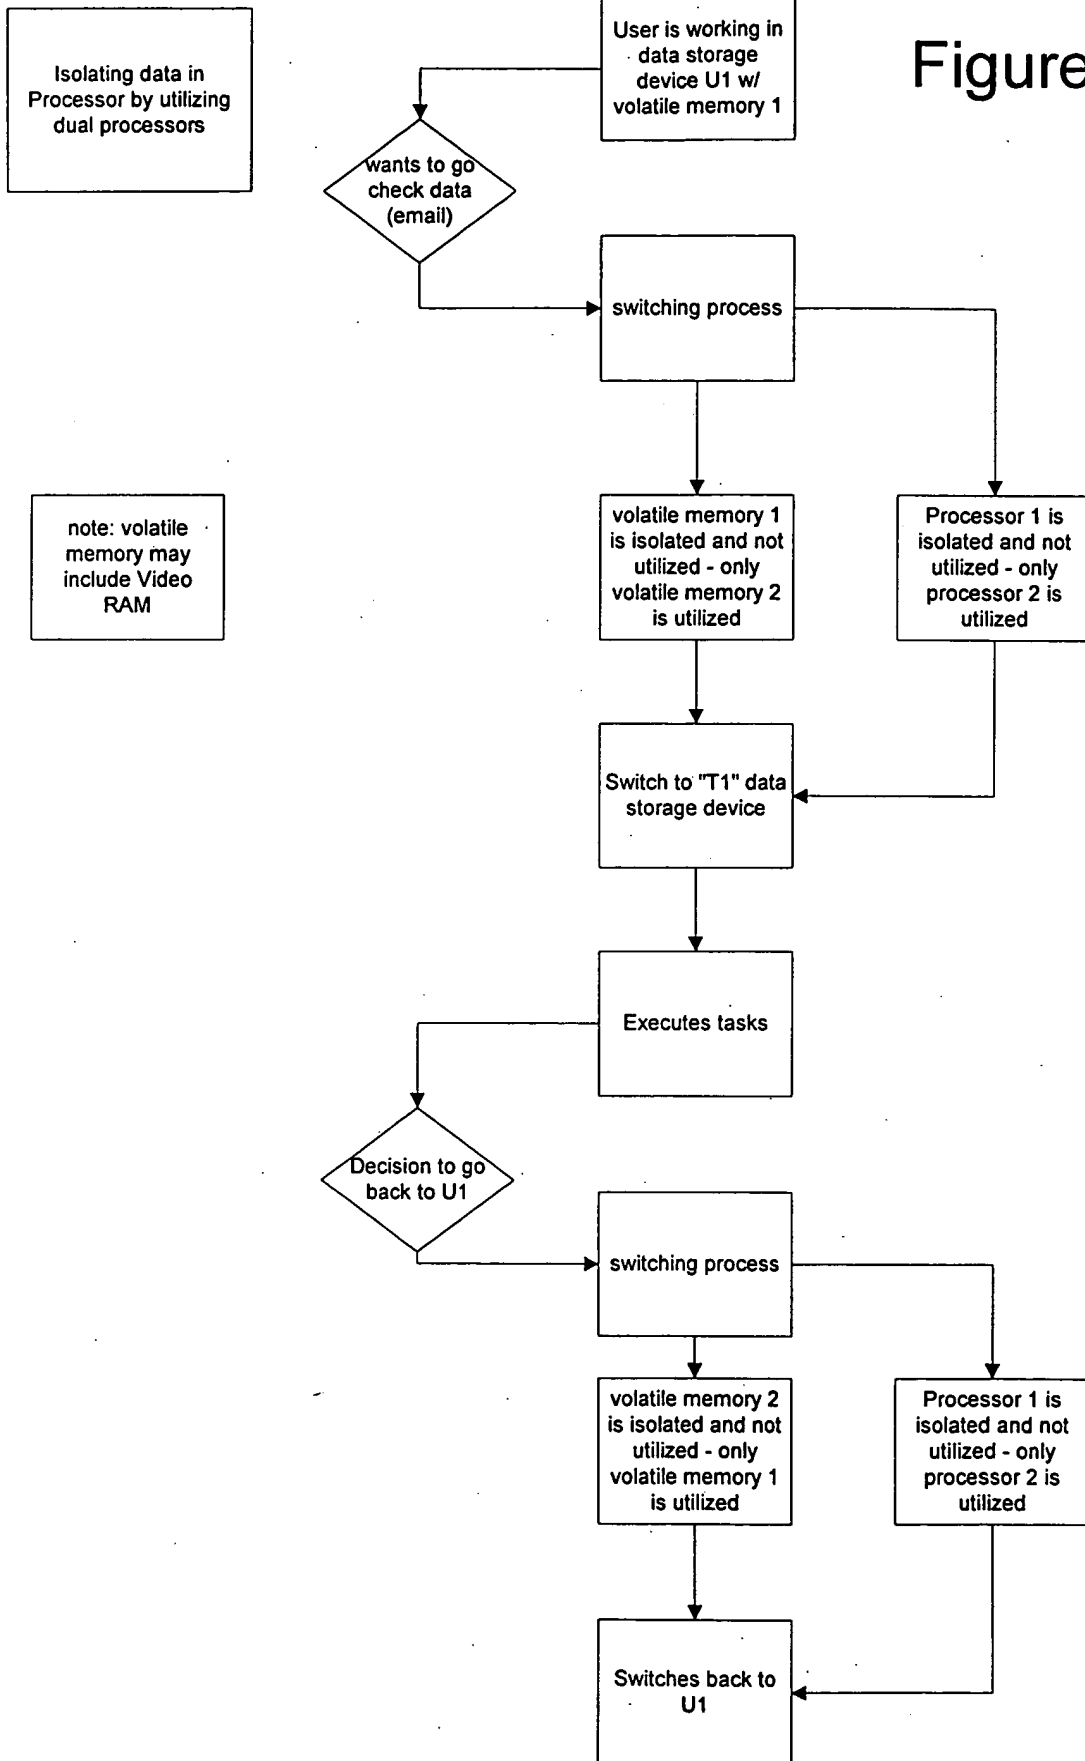 Isolating data in
Processor by utilizing
dual processors
User is working in
data storage
device U1 w/
volatile memory 1
Figure
wants to go
check data
(email)
switching process
note: volatile
memory may
include Video
RAM
volatile memory 1
is isolated and not
utilized - only
volatile memory 2
is utilized
Processor 1 is
isolated and not
utilized - only
processor 2 is
utilized
Switch to "T1" data
storage device
Executes tasks
Decision to go
back to U1
switching process
volatile memory 2
is isolated and not
utilized - only
volatile memory 1
is utilized
Processor 1 is
isolated and not
utilized - only
processor 2 is
utilized
Switches back to
U1